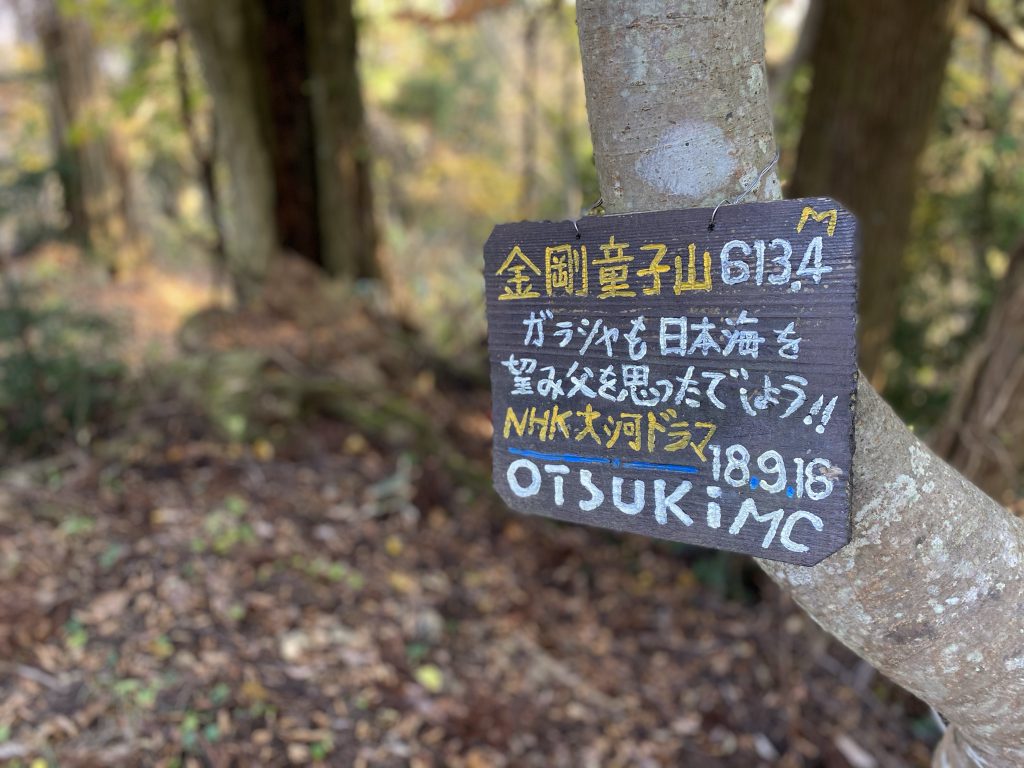 金剛童子山 613.4M
ガラシャも日本海を
望み父を思ったでしょう!!
NHK大河ドラマ
18.9.16
OTSUKiMC